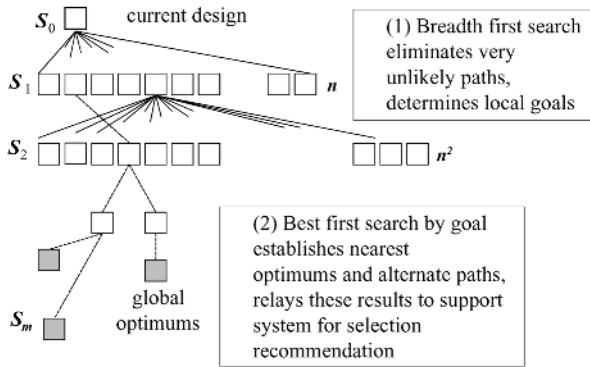 S0
current design
(1) Breadth first search
eliminates very
unlikely paths,
determines local goals
S1
n
S2
n2
(2) Best first search by goal
establishes nearest
optimums and alternate paths,
relays these results to support
system for selection
recommendation
global
optimums
Sm